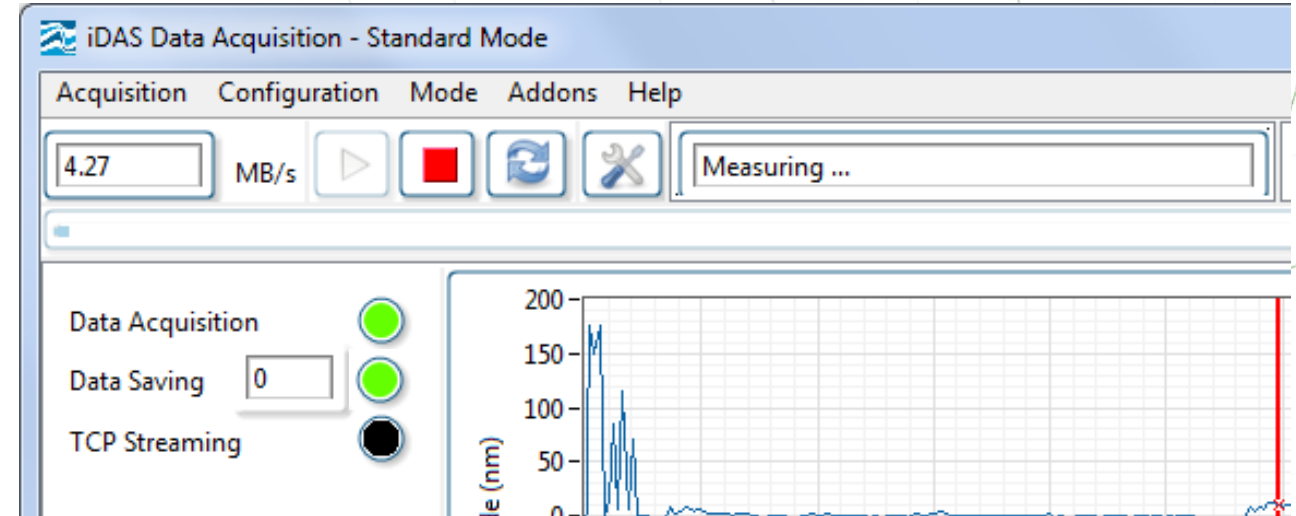 iDAS Data Acquisition - Standard Mode
Acquisition Configuration Mode Addons Help
4.27 MB/s Measuring ...
Data Acquisition
Data Saving 0
TCP Streaming
200
150
100
50
0
(nm)